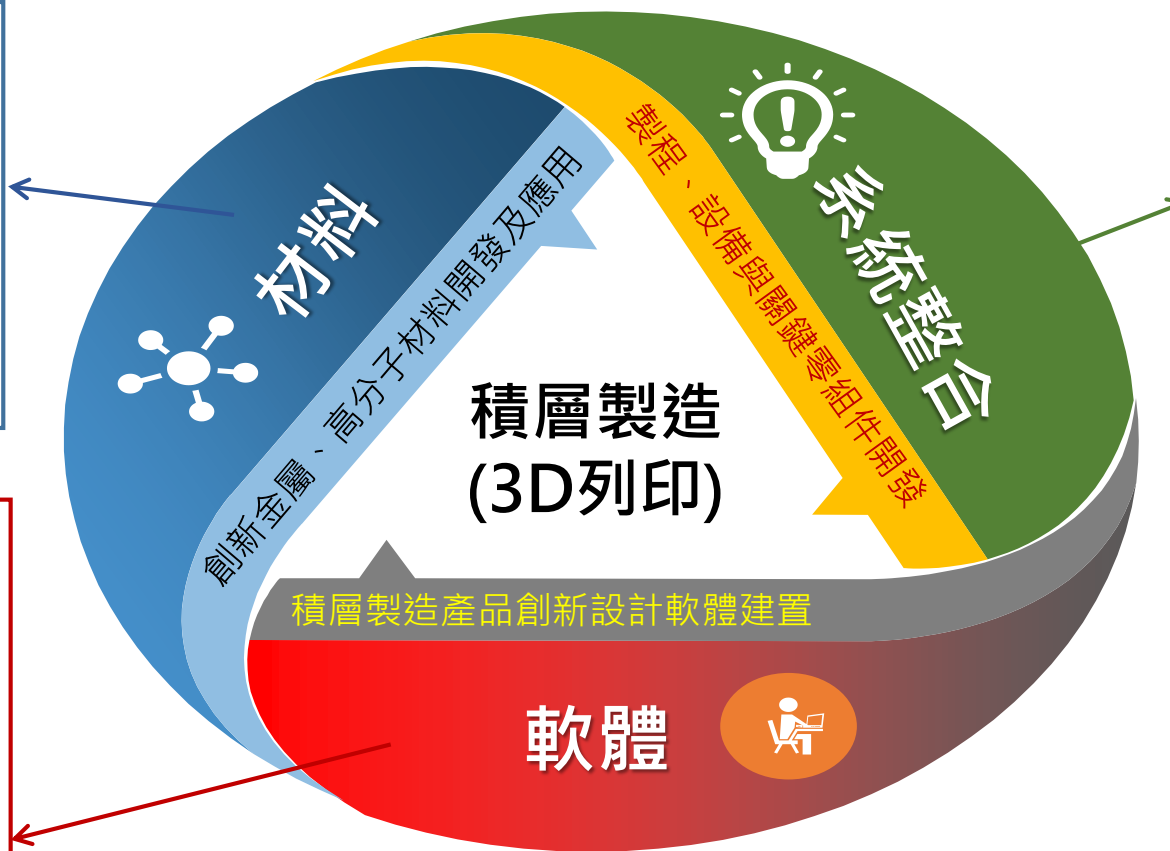 材料
創新金屬、高分子材料開發及應用
製程、設備與關鍵零組件開發
系統整合
積層製造
(3D列印)
積層製造產品創新設計軟體建置
軟體